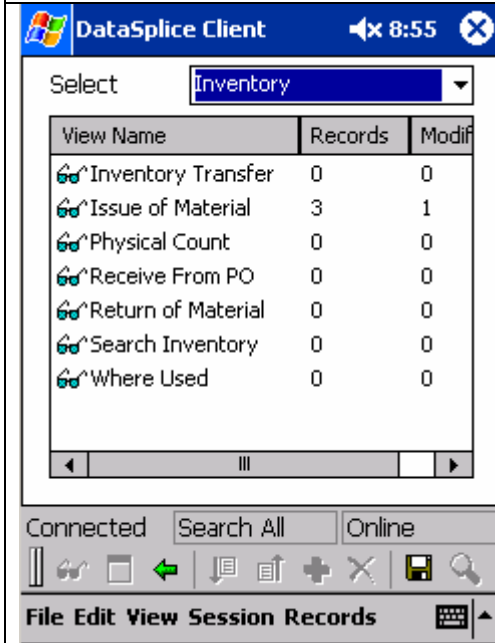 DataSplice Client 8:55
Select Inventory
View Name Records Modif
Inventory Transfer 0 0
Issue of Material 3 1
Physical Count 0 0
Receive From PO 0 0
Return of Material 0 0
Search Inventory 0 0
Where Used 0 0
Connected Search All Online
File Edit View Session Records